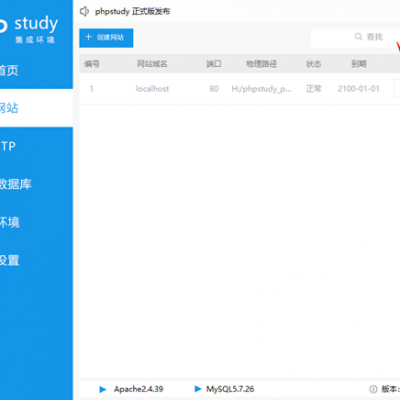 P study
集成环境
首页
网站
TP
数据库
环境
设置
phpstudy 正式版发布
+ 创建网站
查找
编号 网站域名 端口 物理路径 状态 到期
1 localhost 80 H:/phpstudy_p... 正常 2100-01-01
Apache2.4.39 MySQL5.7.26 版本: